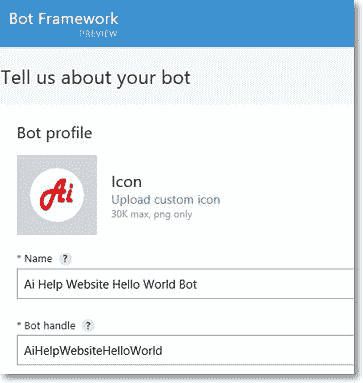 Bot Framework
PREVIEW
Tell us about your bot
Bot profile
Ai
Icon
Upload custom icon
30K max, png only
* Name ?
Ai Help Website Hello World Bot
* Bot handle ?
AiHelpWebsiteHelloWorld